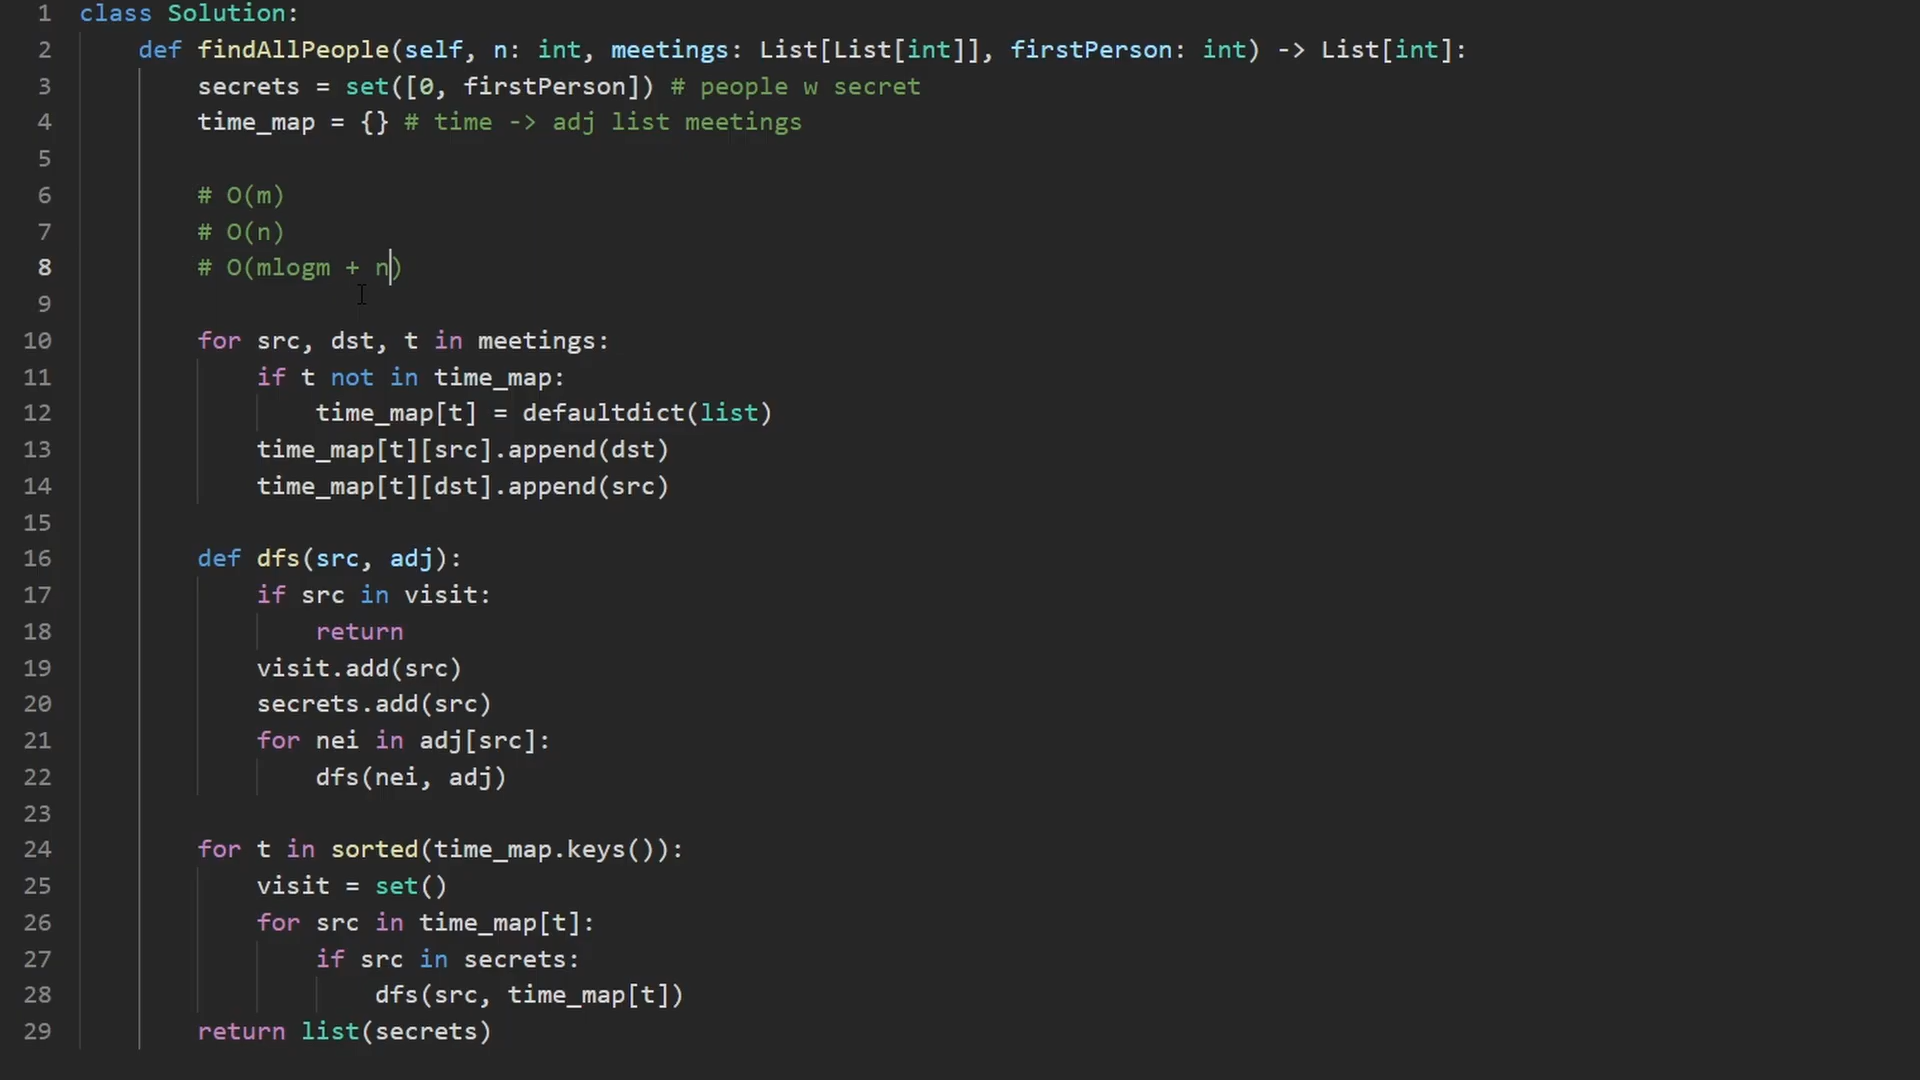 1 class Solution:
2 def findAllPeople(self, n: int, meetings: List[List[int]], firstPerson: int) -> List[int]:
3 secrets = set([0, firstPerson]) # people w secret
4 time_map = {} # time -> adj list meetings
5
6 # O(m)
7 # O(n)
8 # O(mlogm + n)
9
10 for src, dst, t in meetings:
11 if t not in time_map:
12 time_map[t] = defaultdict(list)
13 time_map[t][src].append(dst)
14 time_map[t][dst].append(src)
15
16 def dfs(src, adj):
17 if src in visit:
18 return
19 visit.add(src)
20 secrets.add(src)
21 for nei in adj[src]:
22 dfs(nei, adj)
23
24 for t in sorted(time_map.keys()):
25 visit = set()
26 for src in time_map[t]:
27 if src in secrets:
28 dfs(src, time_map[t])
29 return list(secrets)